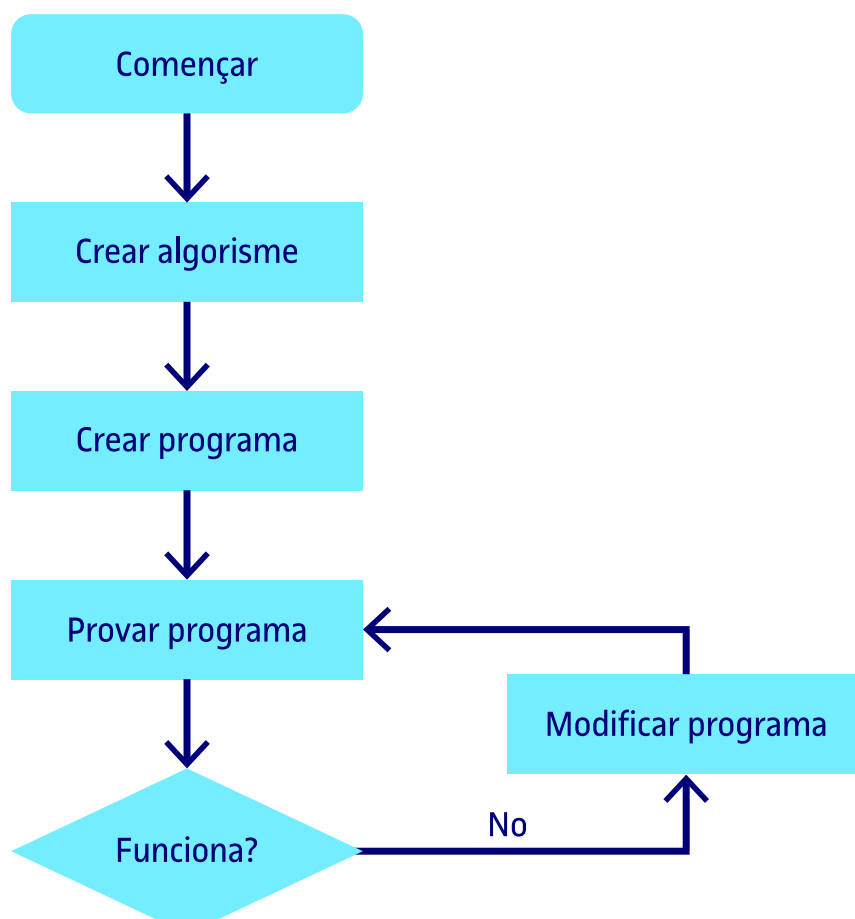 Començar
Crear algorisme
Crear programa
Provar programa
Modificar programa
No
Funciona?